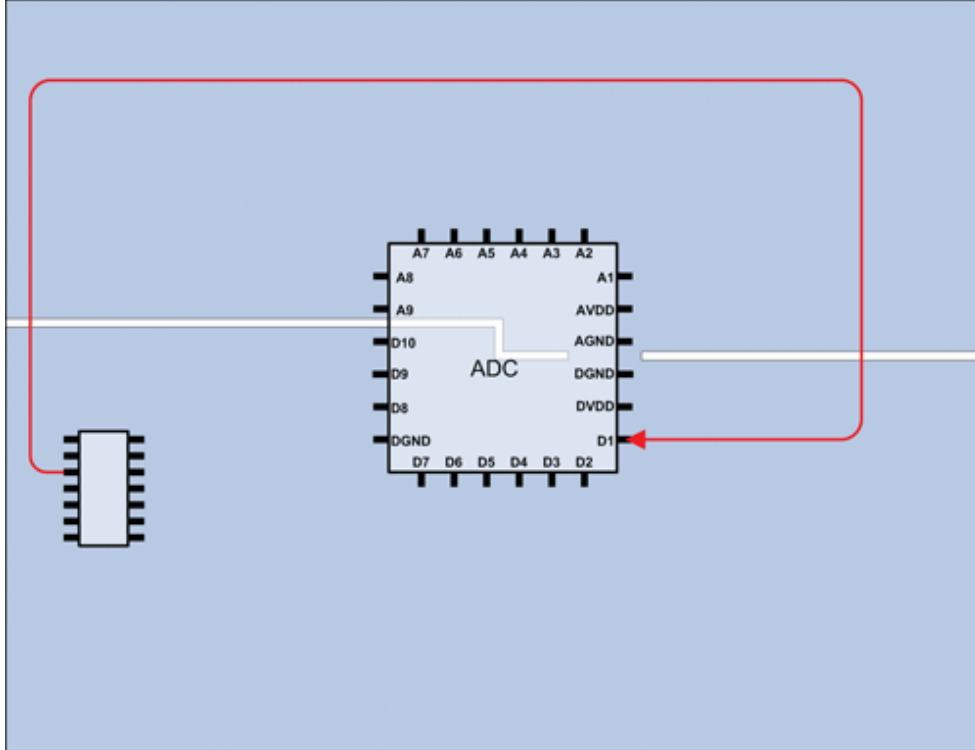 A7 A6 A5 A4 A3 A2
A8 A1
A9 AVDD
D10 AGND
ADC
D9 DGND
D8 DVDD
DGND D1
D7 D6 D5 D4 D3 D2